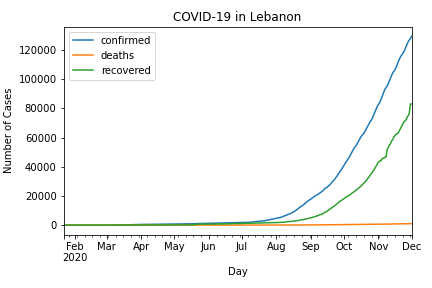 COVID-19 in Lebanon
confirmed
deaths
recovered
Number of Cases
120000
100000
80000
60000
40000
20000
0
Feb Mar Apr May Jun Jul Aug Sep Oct Nov Dec
2020
Day